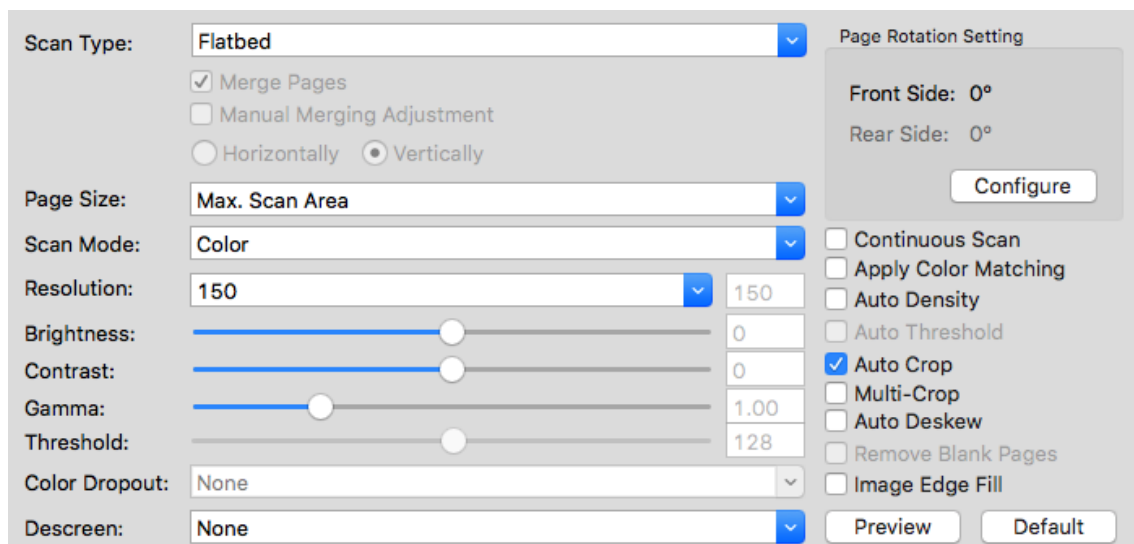 Scan Type: Flatbed
Merge Pages
Manual Merging Adjustment
Horizontally Vertically
Page Size: Max. Scan Area
Scan Mode: Color
Resolution: 150 150
Brightness: 0
Contrast: 0
Gamma: 1.00
Threshold: 128
Color Dropout: None
Descreen: None
Page Rotation Setting
Front Side: 0°
Rear Side: 0°
Configure
Continuous Scan
Apply Color Matching
Auto Density
Auto Threshold
Auto Crop
Multi-Crop
Auto Deskew
Remove Blank Pages
Image Edge Fill
Preview Default